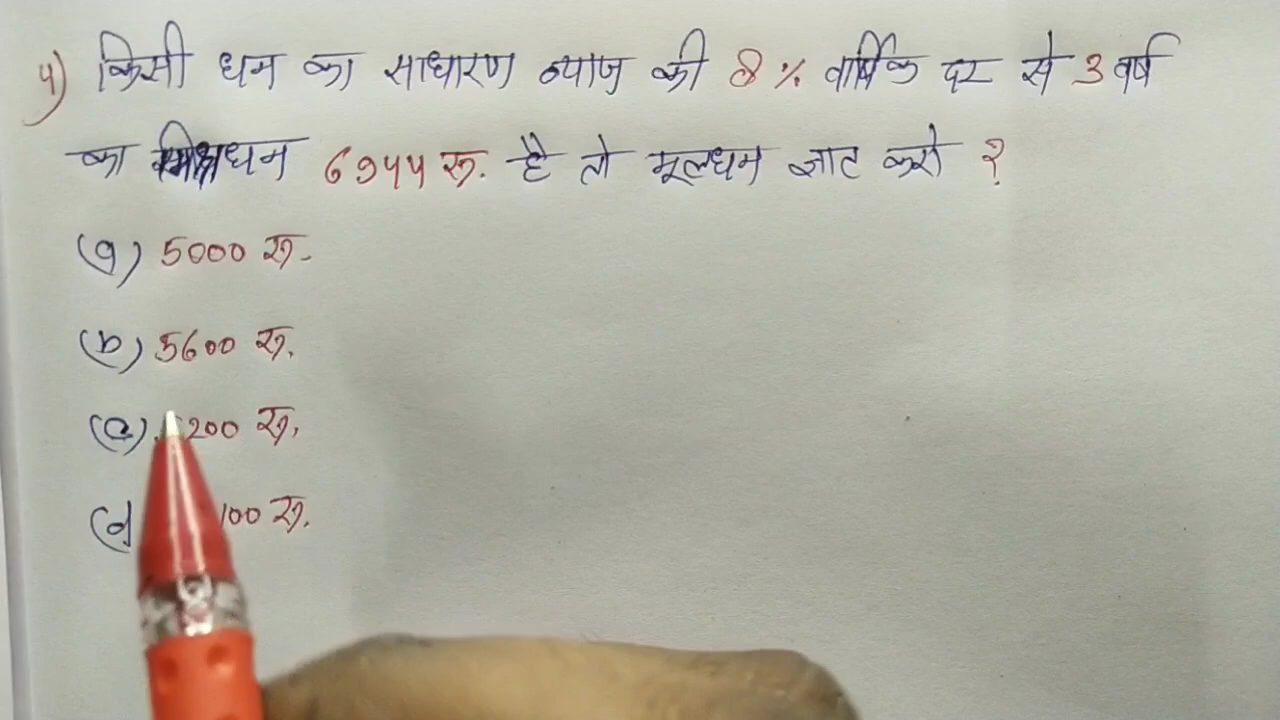 4) किसी धन का साधारण ब्याज की 8 % वार्षिक दर से 3 वर्ष
का मिश्रधन 6944 रू. है तो मूलधन ज्ञाट करो ?
(a) 5000 रू.
(b) 5600 रू.
(c) 200 रू.
(d 100 रू.